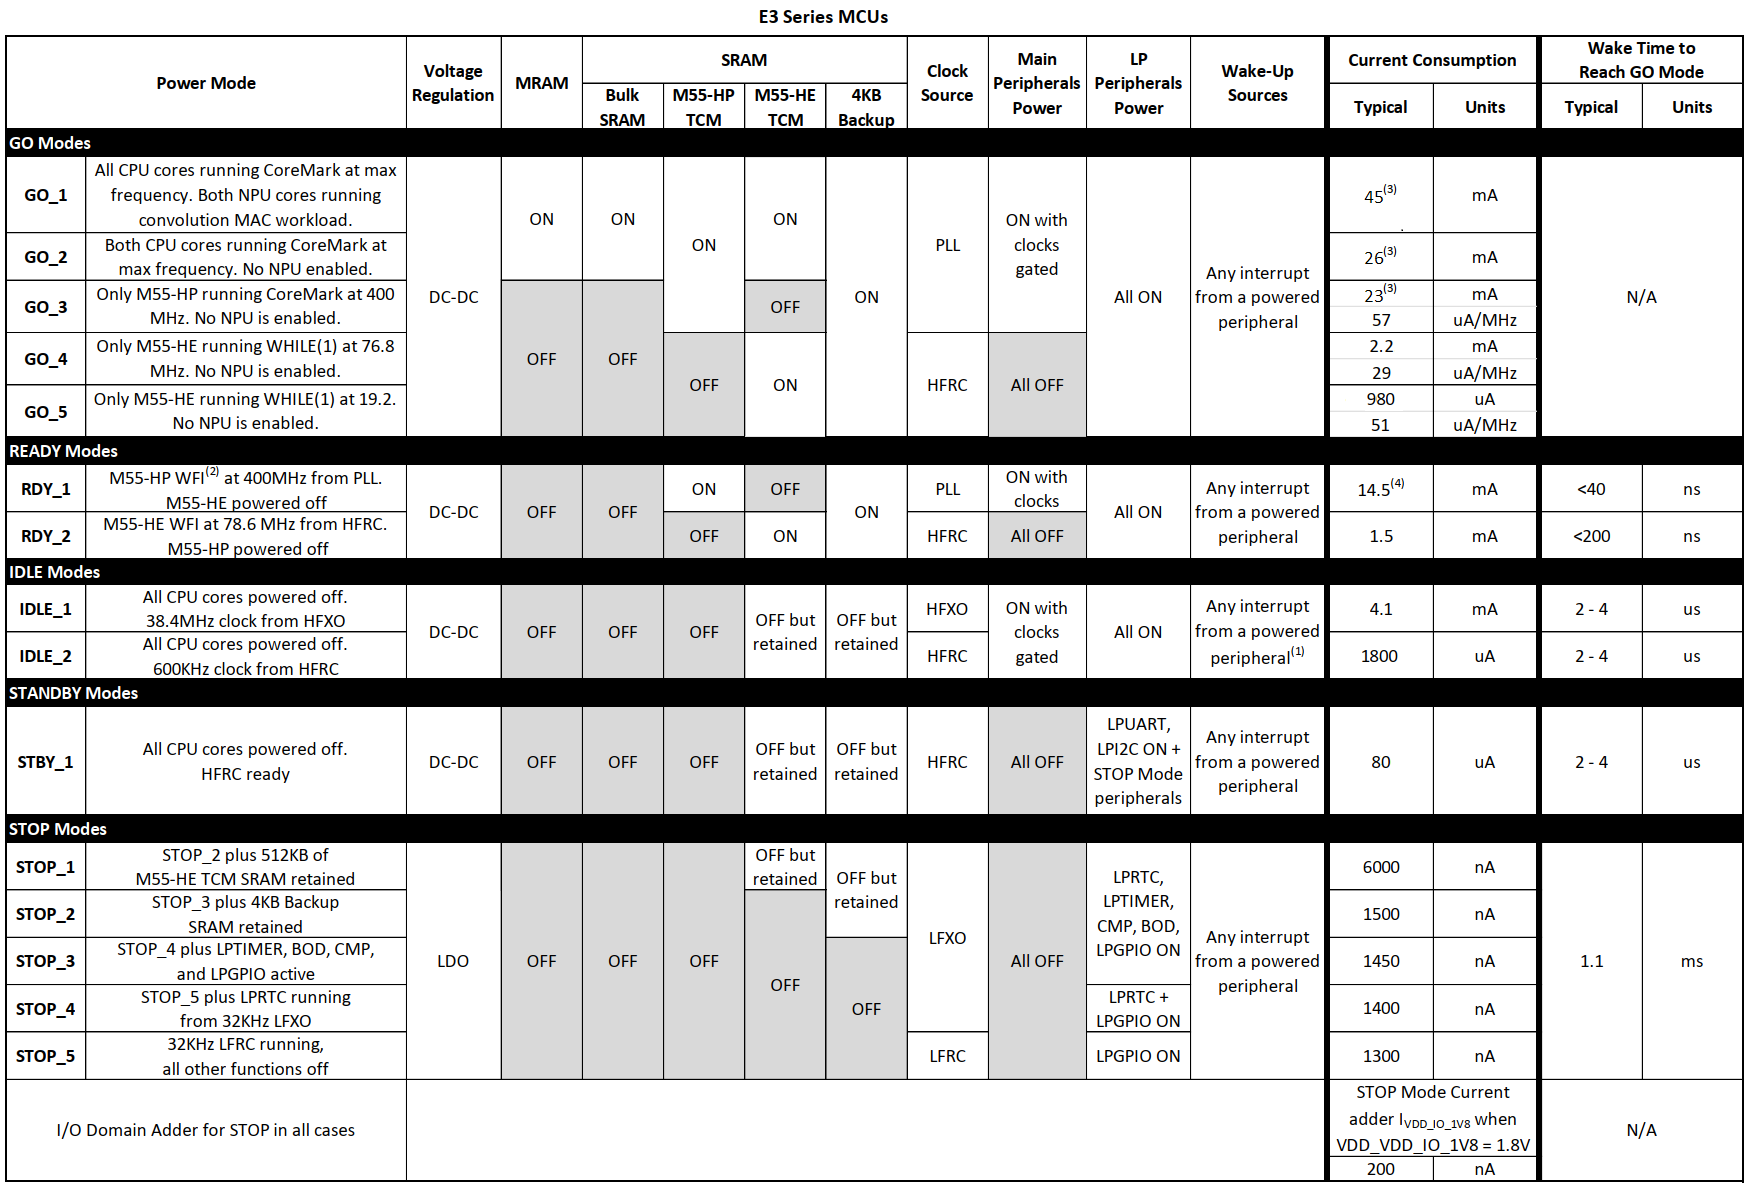 E3 Series MCUs
Power Mode
Voltage
Regulation
MRAM
SRAM
Bulk
SRAM
M55-HP
TCM
M55-HE
TCM
4KB
Backup
Clock
Source
Main
Peripherals
Power
LP
Peripherals
Power
Wake-Up
Sources
Current Consumption
Typical
Units
Wake Time to
Reach GO Mode
Typical
Units
GO Modes
GO_1
All CPU cores running CoreMark at max
frequency. Both NPU cores running
convolution MAC workload.
GO_2
Both CPU cores running CoreMark at
max frequency. No NPU enabled.
GO_3
Only M55-HP running CoreMark at 400
MHz. No NPU is enabled.
GO_4
Only M55-HE running WHILE(1) at 76.8
MHz. No NPU is enabled.
GO_5
Only M55-HE running WHILE(1) at 19.2.
No NPU is enabled.
DC-DC
ON
OFF
ON
OFF
ON
OFF
ON
OFF
ON
ON
PLL
HFRC
ON with
clocks
gated
All OFF
All ON
Any interrupt
from a powered
peripheral
45(3)
mA
.
26(3)
mA
23(3)
mA
57
uA/MHz
2.2
mA
29
uA/MHz
980
uA
51
uA/MHz
N/A
READY Modes
RDY_1
M55-HP WFI(2) at 400MHz from PLL.
M55-HE powered off
RDY_2
M55-HE WFI at 78.6 MHz from HFRC.
M55-HP powered off
DC-DC
OFF
OFF
ON
OFF
OFF
ON
ON
PLL
HFRC
ON with
clocks
All OFF
All ON
Any interrupt
from a powered
peripheral
14.5(4)
mA
<40
ns
1.5
mA
<200
ns
IDLE Modes
IDLE_1
All CPU cores powered off.
38.4MHz clock from HFXO
IDLE_2
All CPU cores powered off.
600KHz clock from HFRC
DC-DC
OFF
OFF
OFF
OFF but
retained
OFF but
retained
HFXO
HFRC
ON with
clocks
gated
All ON
Any interrupt
from a powered
peripheral(1)
4.1
mA
2 - 4
us
1800
uA
2 - 4
us
STANDBY Modes
STBY_1
All CPU cores powered off.
HFRC ready
DC-DC
OFF
OFF
OFF
OFF but
retained
OFF but
retained
HFRC
All OFF
LPUART,
LPI2C ON +
STOP Mode
peripherals
Any interrupt
from a powered
peripheral
80
uA
2 - 4
us
STOP Modes
STOP_1
STOP_2 plus 512KB of
M55-HE TCM SRAM retained
STOP_2
STOP_3 plus 4KB Backup
SRAM retained
STOP_3
STOP_4 plus LPTIMER, BOD, CMP,
and LPGPIO active
STOP_4
STOP_5 plus LPRTC running
from 32KHz LFXO
STOP_5
32KHz LFRC running,
all other functions off
LDO
OFF
OFF
OFF
OFF but
retained
OFF
OFF but
retained
OFF
LFXO
LFRC
All OFF
LPRTC,
LPTIMER,
CMP, BOD,
LPGPIO ON
LPRTC +
LPGPIO ON
LPGPIO ON
Any interrupt
from a powered
peripheral
6000
nA
1500
nA
1450
nA
1400
nA
1300
nA
1.1
ms
I/O Domain Adder for STOP in all cases
STOP Mode Current
adder IVDD_IO_1V8 when
VDD_VDD_IO_1V8 = 1.8V
200
nA
N/A